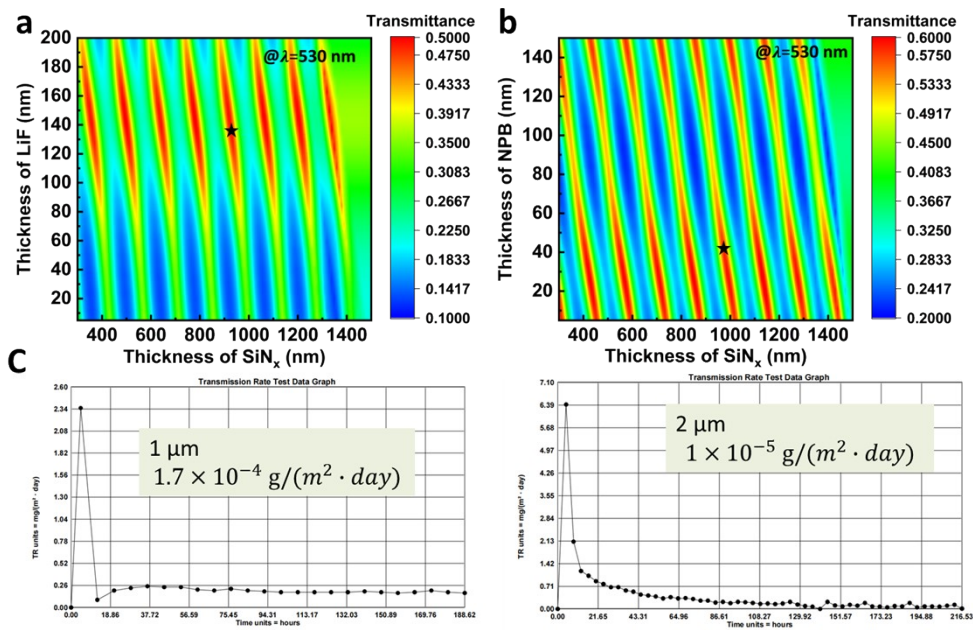 a
Transmittance
@λ=530 nm
Thickness of LiF (nm)
200
180
160
140
120
100
80
60
40
20
400 600 800 1000 1200 1400
Thickness of SiNx (nm)
0.5000
0.4750
0.4333
0.3917
0.3500
0.3083
0.2667
0.2250
0.1833
0.1417
0.1000
b
Transmittance
@λ=530 nm
Thickness of NPB (nm)
140
120
100
80
60
40
20
400 600 800 1000 1200 1400
Thickness of SiNx (nm)
0.6000
0.5750
0.5333
0.4917
0.4500
0.4083
0.3667
0.3250
0.2833
0.2417
0.2000
C
Transmission Rate Test Data Graph
TR units = mg/(m² · day)
2.60
2.34
2.08
1.82
1.56
1.30
1.04
0.78
0.52
0.26
0.00
1 µm
1.7 × 10⁻⁴ g/(m² · day)
0.00 18.86 37.72 56.59 75.45 94.31 113.17 132.03 150.89 169.76 188.62
Time units = hours
Transmission Rate Test Data Graph
TR units = mg/(m² · day)
7.10
6.39
5.68
4.97
4.26
3.55
2.84
2.13
1.42
0.71
0.00
2 µm
1 × 10⁻⁵ g/(m² · day)
0.00 21.65 43.31 64.96 86.61 108.27 129.92 151.57 173.23 194.88 216.53
Time units = hours